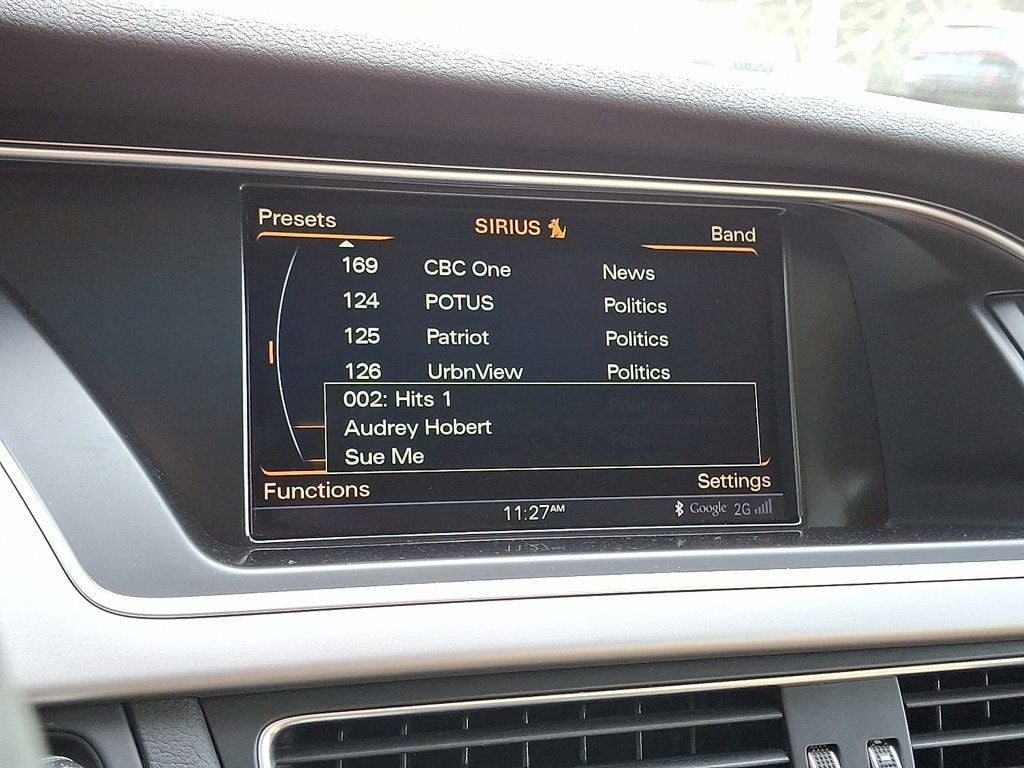 Presets
SIRIUS
Band
169 CBC One News
124 POTUS Politics
125 Patriot Politics
126 UrbnView Politics
002: Hits 1
Audrey Hobert
Sue Me
Functions
Settings
11:27AM
Google 2G